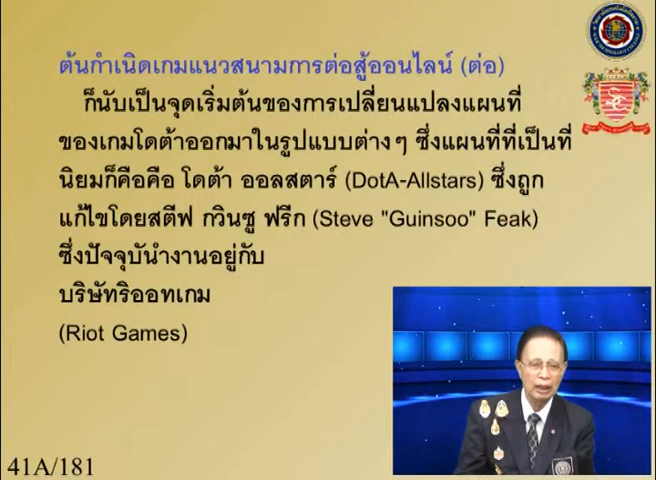 ต้นกำเนิดเกมแนวสนามการต่อสู้ออนไลน์ (ต่อ)
ก็นับเป็นจุดเริ่มต้นของการเปลี่ยนแปลงแผนที่
ของเกมโดต้าออกมาในรูปแบบต่างๆ ซึ่งแผนที่ที่เป็นที่
นิยมก็คือคือ โดต้า ออลสตาร์ (DotA-Allstars) ซึ่งถูก
แก้ไขโดยสตีฟ กวินซู ฟรีก (Steve "Guinsoo" Feak)
ซึ่งปัจจุบันำงานอยู่กับ
บริษัทริออทเกม
(Riot Games)
41A/181